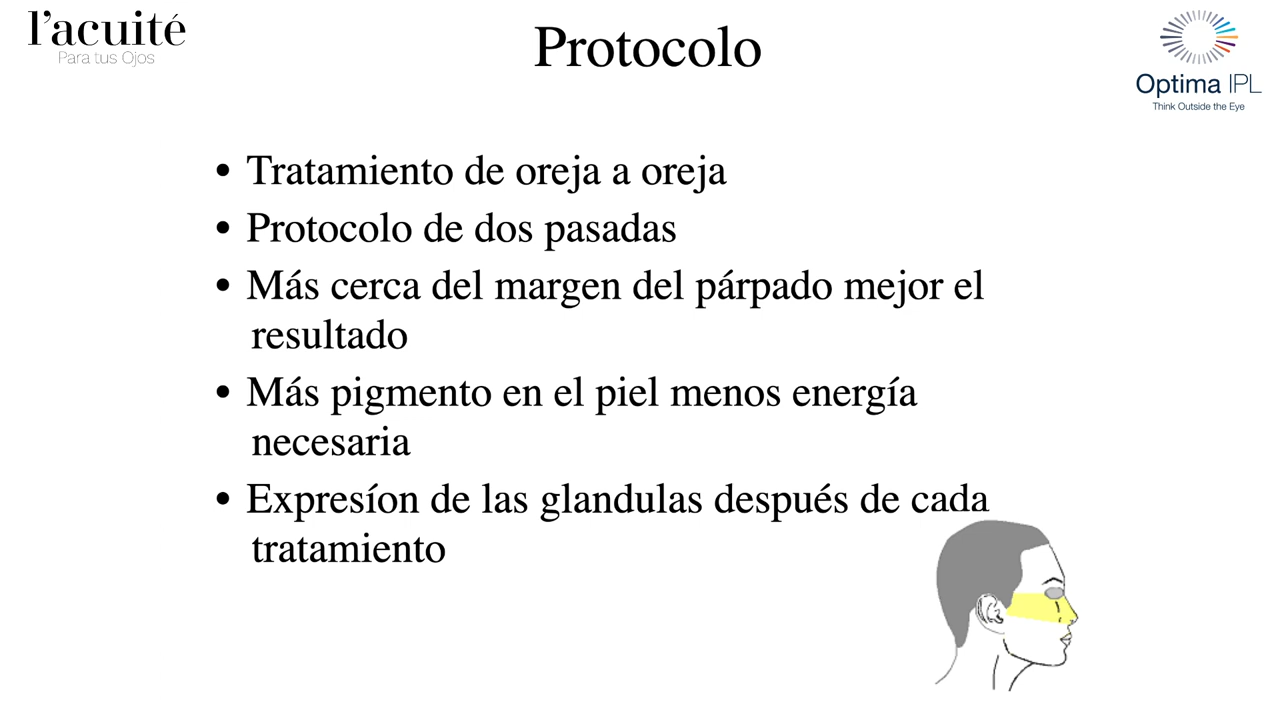 l'acuité
Para tus Ojos
Protocolo
Optima IPL
Think Outside the Eye
• Tratamiento de oreja a oreja
• Protocolo de dos pasadas
• Más cerca del margen del párpado mejor el
resultado
• Más pigmento en el piel menos energía
necesaria
• Expresíon de las glandulas después de cada
tratamiento